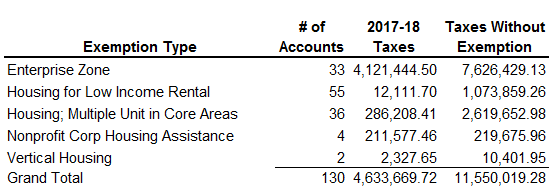 # of 2017-18 Taxes Without
Exemption Type Accounts Taxes Exemption
Enterprise Zone 33 4,121,444.50 7,626,429.13
Housing for Low Income Rental 55 12,111.70 1,073,859.26
Housing; Multiple Unit in Core Areas 36 286,208.41 2,619,652.98
Nonprofit Corp Housing Assistance 4 211,577.46 219,675.96
Vertical Housing 2 2,327.65 10,401.95
Grand Total 130 4,633,669.72 11,550,019.28